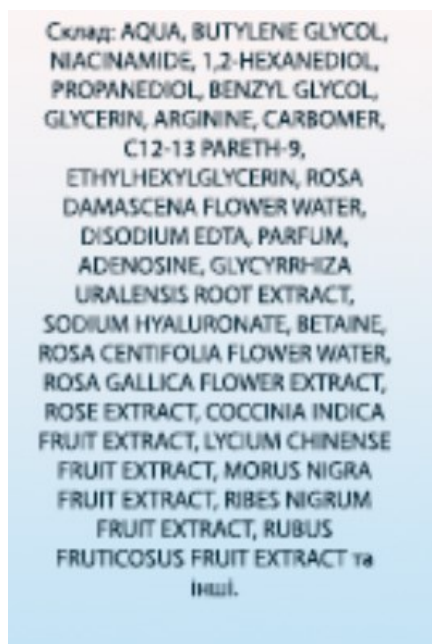 Склад: AQUA, BUTYLENE GLYCOL,
NIACINAMIDE, 1,2-HEXANEDIOL,
PROPANEDIOL, BENZYL GLYCOL,
GLYCERIN, ARGININE, CARBOMER,
C12-13 PARETH-9,
ETHYLHEXYLGLYCERIN, ROSA
DAMASCENA FLOWER WATER,
DISODIUM EDTA, PARFUM,
ADENOSINE, GLYCYRRHIZA
URALENSIS ROOT EXTRACT,
SODIUM HYALURONATE, BETAINE,
ROSA CENTIFOLIA FLOWER WATER,
ROSA GALLICA FLOWER EXTRACT,
ROSE EXTRACT, COCCINIA INDICA
FRUIT EXTRACT, LYCIUM CHINENSE
FRUIT EXTRACT, MORUS NIGRA
FRUIT EXTRACT, RIBES NIGRUM
FRUIT EXTRACT, RUBUS
FRUTICOSUS FRUIT EXTRACT та
інші.